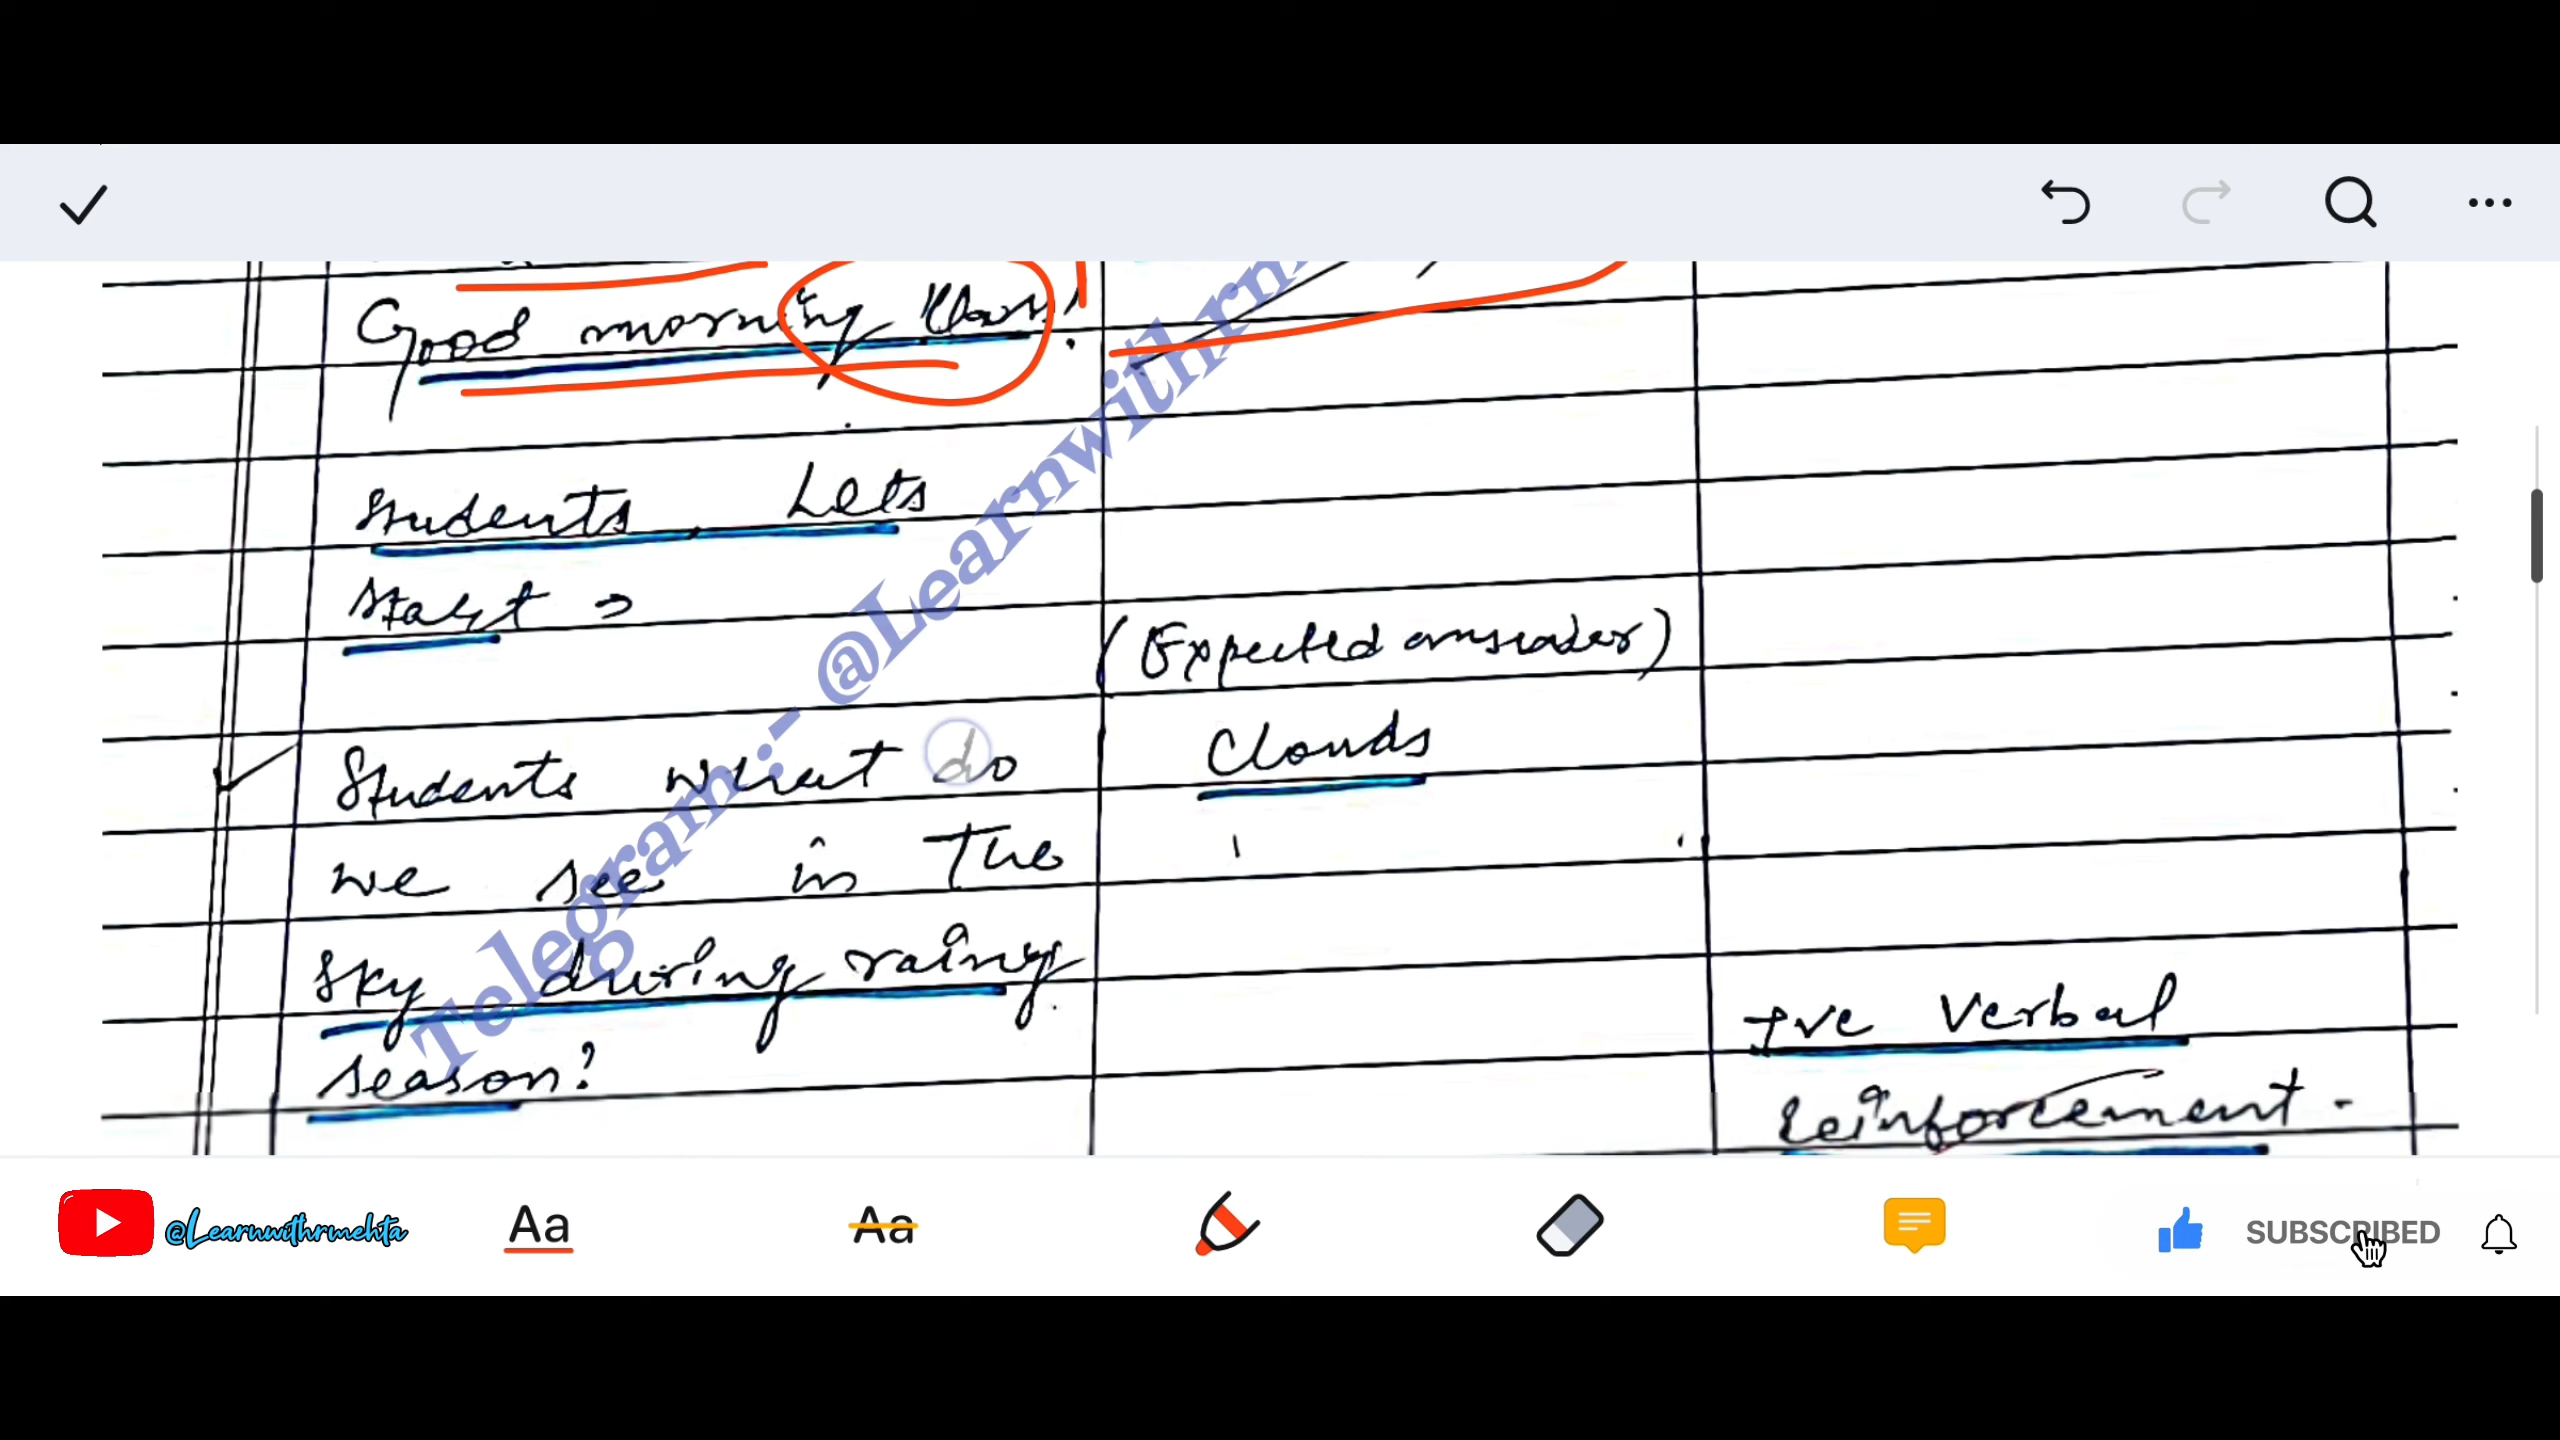 Good morning Class!
Students, Lets
Start ⇒
(Expected answer)
Students what do
Clouds
we see in the
sky during rainy
season?
+ve Verbal
reinforcement.
Telegram:- @Learnwithrm
@Learnwithrmehta
Aa
Aa
SUBSCRIBED